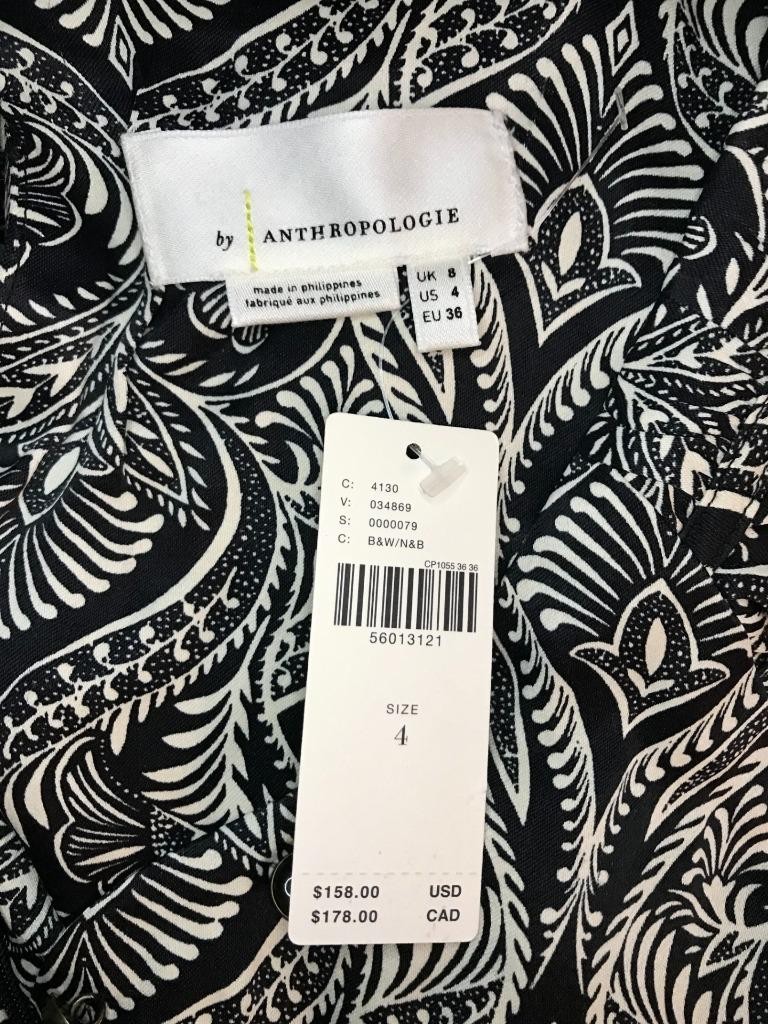 by ANTHROPOLOGIE
made in philippines
fabriqué aux philippines
UK 8
US 4
EU 36
C: 4130
V: 034869
S: 0000079
C: B&W/N&B
CP1055 36 36
56013121
SIZE
4
$158.00 USD
$178.00 CAD